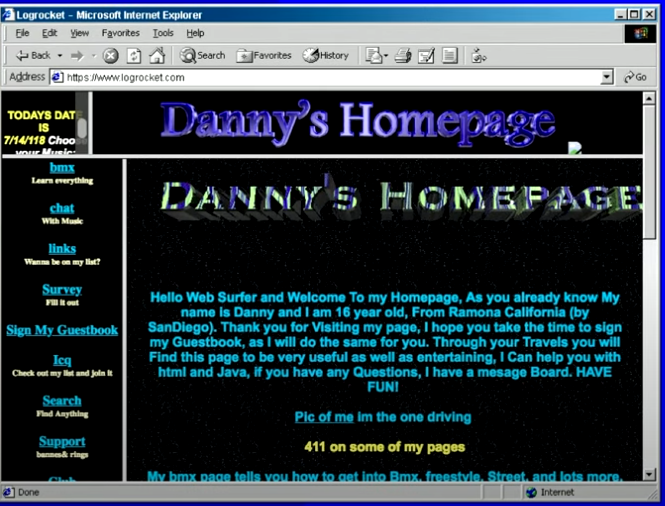 Logrocket - Microsoft Internet Explorer
File Edit View Favorites Tools Help
Back Search Favorites History
Address https://www.logrocket.com Go
TODAYS DAT
IS
7/14/118 Choo
your Music:
Danny's Homepage
bmx
Learn everything
chat
With Music
links
Wanna be on my list?
Survey
Fill it out
Sign My Guestbook
Icq
Check out my list and join it
Search
Find Anything
Support
bannes& rings
Club
DANNY'S HOMEPAGE
Hello Web Surfer and Welcome To my Homepage, As you already know My
name is Danny and I am 16 year old, From Ramona California (by
SanDiego). Thank you for Visiting my page, I hope you take the time to sign
my Guestbook, as I will do the same for you. Through your Travels you will
Find this page to be very useful as well as entertaining, I Can help you with
html and Java, if you have any Questions, I have a mesage Board. HAVE
FUN!
Pic of me im the one driving
411 on some of my pages
My bmx page tells you how to get into Bmx, freestyle, Street, and lots more.
Done Internet